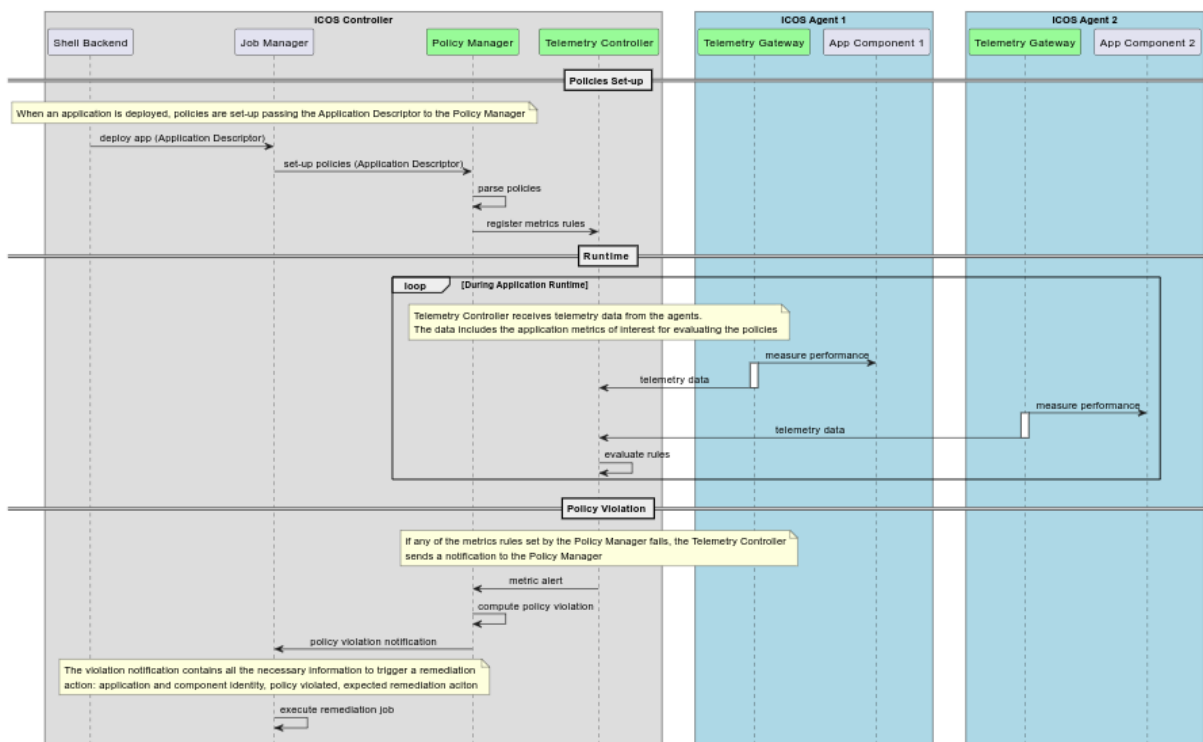 ICOS Controller
ICOS Agent 1
ICOS Agent 2
Shell Backend
Job Manager
Policy Manager
Telemetry Controller
Telemetry Gateway
App Component 1
Telemetry Gateway
App Component 2
Policies Set-up
When an application is deployed, policies are set-up passing the Application Descriptor to the Policy Manager
deploy app (Application Descriptor)
set-up policies (Application Descriptor)
parse policies
register metrics rules
Runtime
loop
[During Application Runtime]
Telemetry Controller receives telemetry data from the agents.
The data includes the application metrics of interest for evaluating the policies
measure performance
telemetry data
measure performance
telemetry data
evaluate rules
Policy Violation
If any of the metrics rules set by the Policy Manager fails, the Telemetry Controller
sends a notification to the Policy Manager
metric alert
compute policy violation
policy violation notification
The violation notification contains all the necessary information to trigger a remediation
action: application and component identity, policy violated, expected remediation aciton
execute remediation job